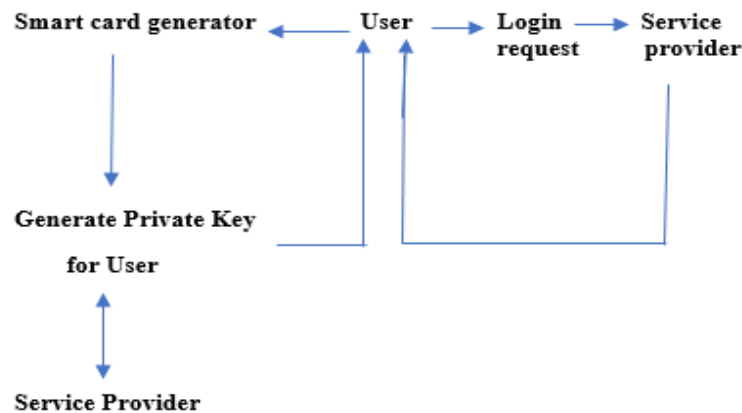 Smart card generator
User
Login
request
Service
provider
Generate Private Key
for User
Service Provider